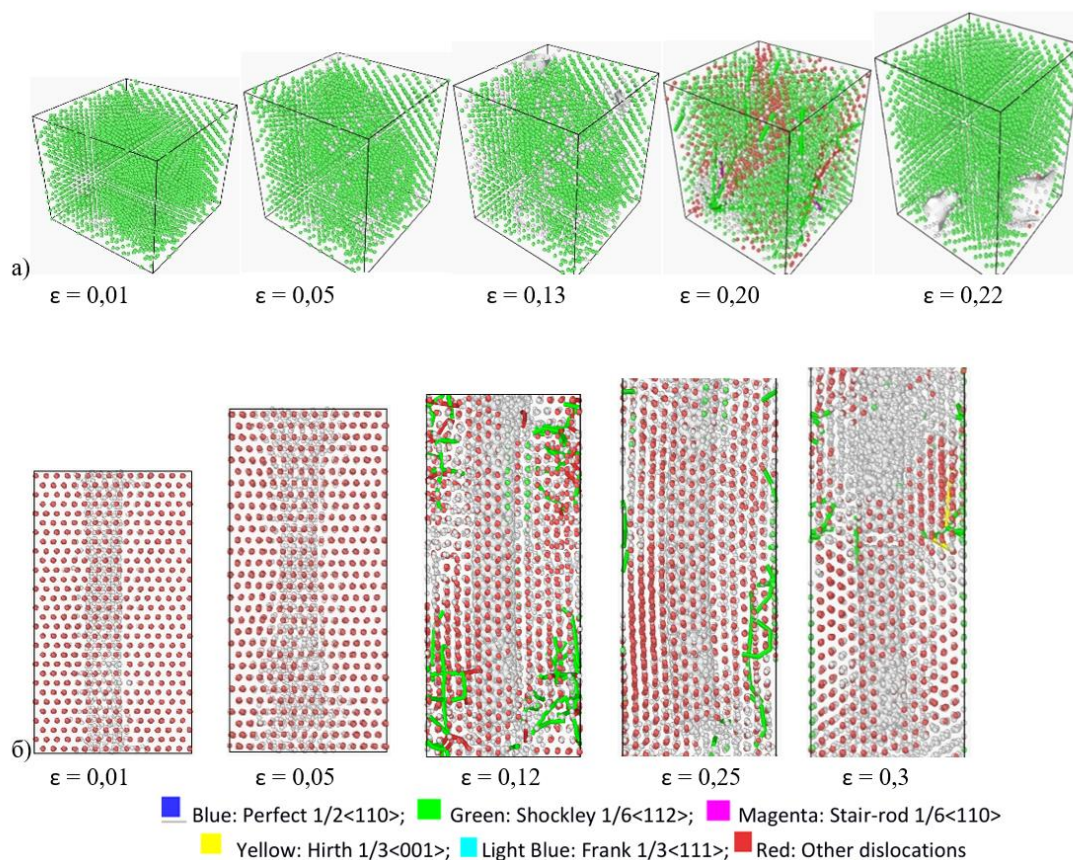 а)
ε = 0,01 ε = 0,05 ε = 0,13 ε = 0,20 ε = 0,22
б)
ε = 0,01 ε = 0,05 ε = 0,12 ε = 0,25 ε = 0,3
Blue: Perfect 1/2<110>; Green: Shockley 1/6<112>; Magenta: Stair-rod 1/6<110>
Yellow: Hirth 1/3<001>; Light Blue: Frank 1/3<111>; Red: Other dislocations